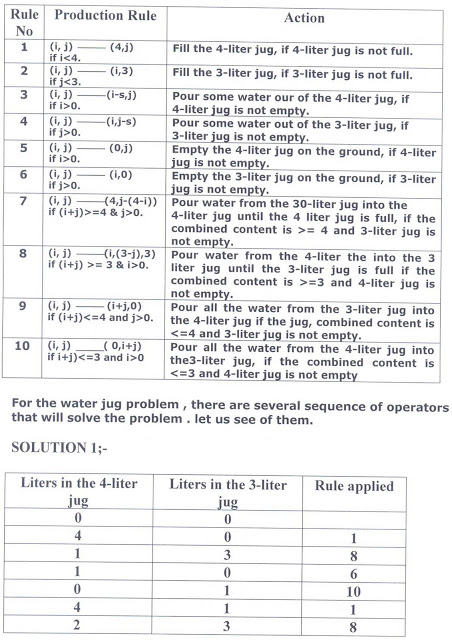 Rule No Production Rule Action
1 (i, j) —— (4,j) Fill the 4-liter jug, if 4-liter jug is not full.
if i<4.
2 (i, j) —— (i,3) Fill the 3-liter jug, if 3-liter jug is not full.
if j<3.
3 (i, j) ——(i-s,j) Pour some water our of the 4-liter jug, if
if i>0. 4-liter jug is not empty.
4 (i, j) ——(i,j-s) Pour some water out of the 3-liter jug, if
if j>0. 3-liter jug is not empty.
5 (i, j) —— (0,j) Empty the 4-liter jug on the ground, if 4-liter
if i>0. jug is not empty.
6 (i, j) —— (i,0) Empty the 3-liter jug on the ground, if 3-liter
if j>0. jug is not empty.
7 (i, j) ——(4,j-(4-i)) Pour water from the 30-liter jug into the
if (i+j)>=4 & j>0. 4-liter jug until the 4 liter jug is full, if the
combined content is >= 4 and 3-liter jug is
not empty.
8 (i, j) ——(i,(3-j),3) Pour water from the 4-liter the into the 3
if (i+j) >= 3 & i>0. liter jug until the 3-liter jug is full if the
combined content is >=3 and 4-liter jug is
not empty.
9 (i, j) ——(i+j,0) Pour all the water from the 3-liter jug into
if (i+j)<=4 and j>0. the 4-liter jug if the jug, combined content is
<=4 and 3-liter jug is not empty.
10 (i, j) ___( 0,i+j) Pour all the water from the 4-liter jug into
if i+j)<=3 and i>0 the3-liter jug, if the combined content is
<=3 and 4-liter jug is not empty
For the water jug problem , there are several sequence of operators
that will solve the problem . let us see of them.
SOLUTION 1;-
Liters in the 4-liter jug Liters in the 3-liter jug Rule applied
0 0
4 0 1
1 3 8
1 0 6
0 1 10
4 1 1
2 3 8